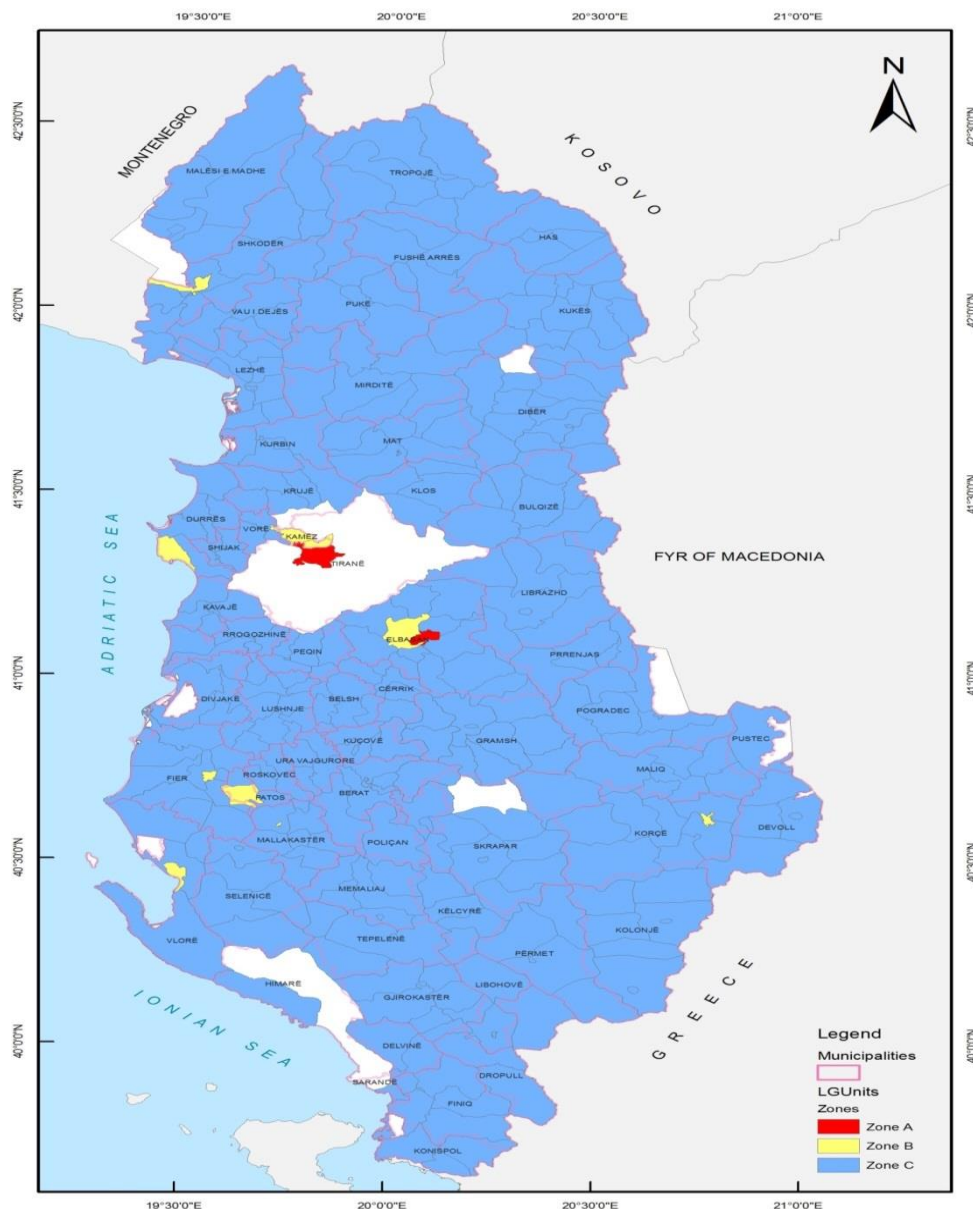 19°30'0"E 20°0'0"E 20°30'0"E 21°0'0"E
N
42°30'0"N
42°0'0"N
41°30'0"N
41°0'0"N
40°30'0"N
40°0'0"N
MONTENEGRO
KOSOVO
MALËSI E MADHE
TROPOJË
HAS
SHKODËR
FUSHË ARRËS
VAU I DEJËS
PUKË
KUKËS
LEZHË
MIRDITË
DIBËR
KURBIN
MAT
KRUJË
KLOS
BULQIZË
DURRËS
VORË
KAMËZ
SHIJAK
TIRANË
FYR OF MACEDONIA
ADRIATIC SEA
LIBRAZHD
KAVAJË
RROGOZHINË
PEQIN
PRRENJAS
CËRRIK
DIVJAKË
LUSHNJE
BELSH
POGRADEC
KUÇOVË
GRAMSH
PUSTEC
URA VAJGURORE
MALIQ
FIER
ROSKOVEC
PATOS
BERAT
MALLAKASTËR
POLIÇAN
SKRAPAR
KORÇË
DEVOLL
SELENICË
MEMALIAJ
KËLCYRË
KOLONJË
VLORË
TEPELENË
PËRMET
HIMARË
GJIROKASTËR
LIBOHOVË
GREECE
IONIAN SEA
DELVINË
SARANDË
DROPULL
FINIQ
KONISPOL
Legend
Municipalities
LGUnits
Zones
Zone A
Zone B
Zone C
19°30'0"E 20°0'0"E 20°30'0"E 21°0'0"E